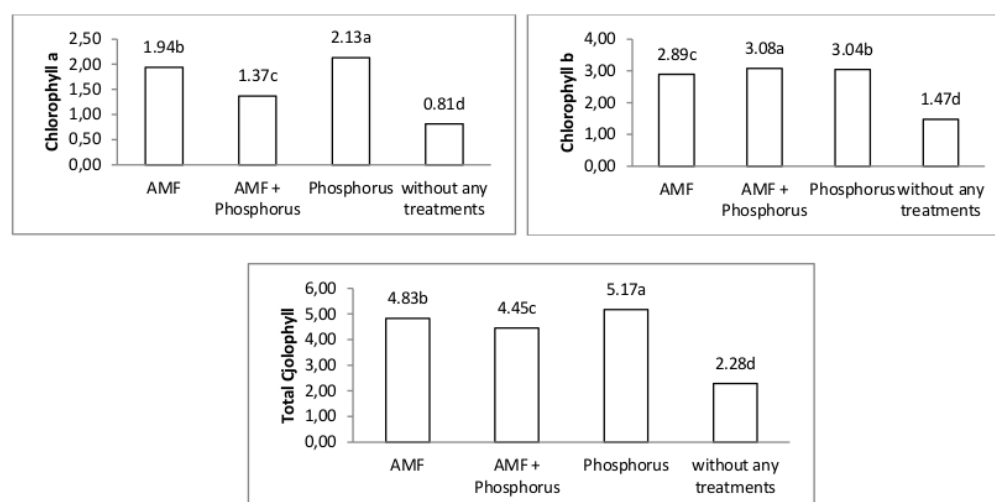 Chlorophyll a
2,50
2,00
1,50
1,00
0,50
0,00
1.94b
1.37c
2.13a
0.81d
AMF
AMF +
Phosphorus
Phosphorus
without any
treatments
Chlorophyll b
4,00
3,00
2,00
1,00
0,00
2.89c
3.08a
3.04b
1.47d
AMF
AMF +
Phosphorus
Phosphorus
without any
treatments
Total Cjolophyll
6,00
5,00
4,00
3,00
2,00
1,00
0,00
4.83b
4.45c
5.17a
2.28d
AMF
AMF +
Phosphorus
Phosphorus
without any
treatments